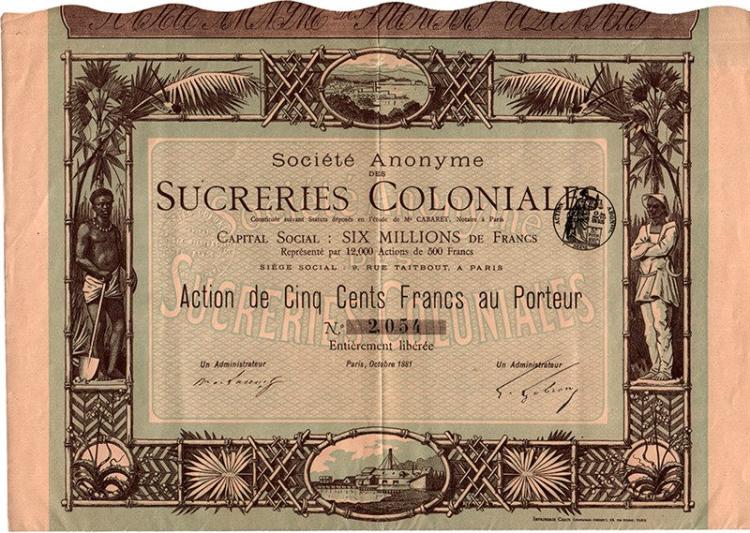 Société Anonyme
DES
SUCRERIES COLONIALES
Constituée suivant Statuts déposés en l'étude de Me CABARET, Notaire à Paris
CAPITAL SOCIAL : SIX MILLIONS DE FRANCS
Représenté par 12,000 Actions de 500 Francs
SIÈGE SOCIAL : 9, RUE TAITBOUT, A PARIS
Action de Cinq Cents Francs au Porteur
N.º 2,054
Entièrement libérée
Un Administrateur
Paris, Octobre 1881
Un Administrateur
SUCRERIES COLONIALES